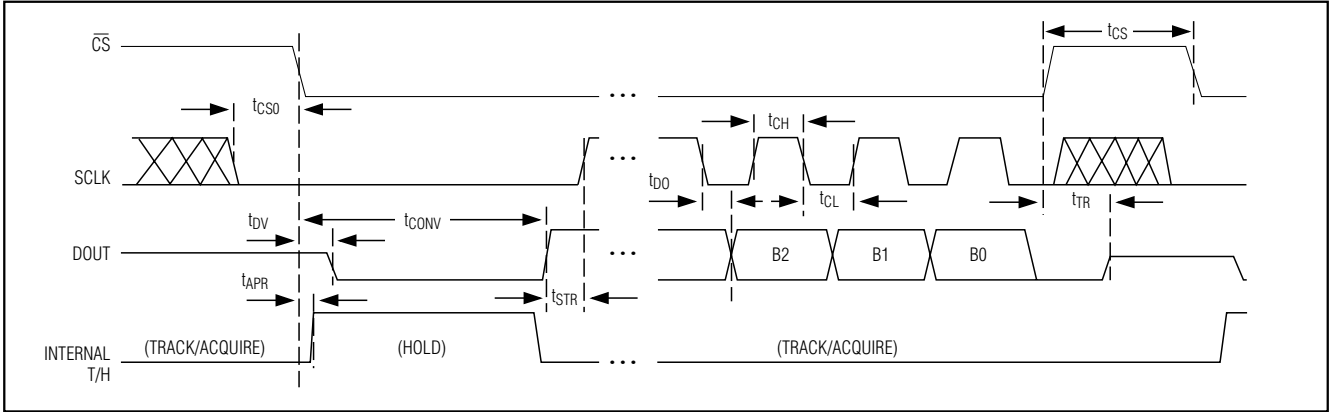 CS
tCS
tCS0
tCH
...
...
SCLK
tDO
tCL
tTR
tDV
tCONV
DOUT
...
B2
B1
B0
tAPR
tSTR
INTERNAL
T/H
(TRACK/ACQUIRE)
(HOLD)
...
(TRACK/ACQUIRE)